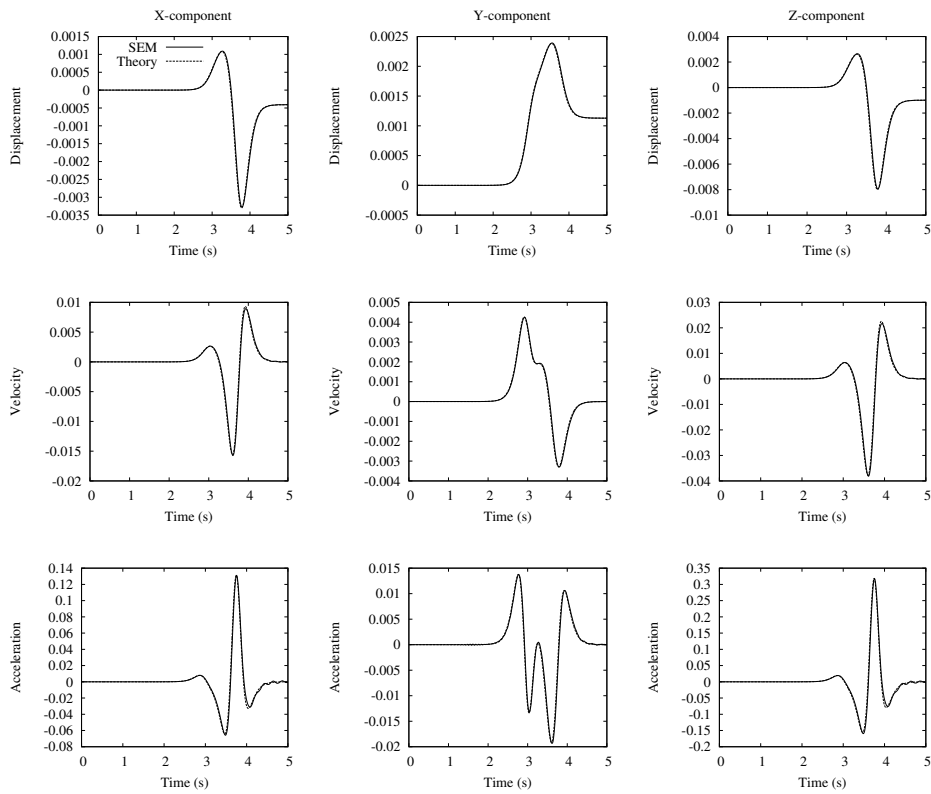 X-component
Y-component
Z-component
SEM
Theory
Displacement
0.0015
0.001
0.0005
0
-0.0005
-0.001
-0.0015
-0.002
-0.0025
-0.003
-0.0035
0 1 2 3 4 5
Time (s)
Displacement
0.0025
0.002
0.0015
0.001
0.0005
0
-0.0005
0 1 2 3 4 5
Time (s)
Displacement
0.004
0.002
0
-0.002
-0.004
-0.006
-0.008
-0.01
0 1 2 3 4 5
Time (s)
Velocity
0.01
0.005
0
-0.005
-0.01
-0.015
-0.02
0 1 2 3 4 5
Time (s)
Velocity
0.005
0.004
0.003
0.002
0.001
0
-0.001
-0.002
-0.003
-0.004
0 1 2 3 4 5
Time (s)
Velocity
0.03
0.02
0.01
0
-0.01
-0.02
-0.03
-0.04
0 1 2 3 4 5
Time (s)
Acceleration
0.14
0.12
0.1
0.08
0.06
0.04
0.02
0
-0.02
-0.04
-0.06
-0.08
0 1 2 3 4 5
Time (s)
Acceleration
0.015
0.01
0.005
0
-0.005
-0.01
-0.015
-0.02
0 1 2 3 4 5
Time (s)
Acceleration
0.35
0.3
0.25
0.2
0.15
0.1
0.05
0
-0.05
-0.1
-0.15
-0.2
0 1 2 3 4 5
Time (s)